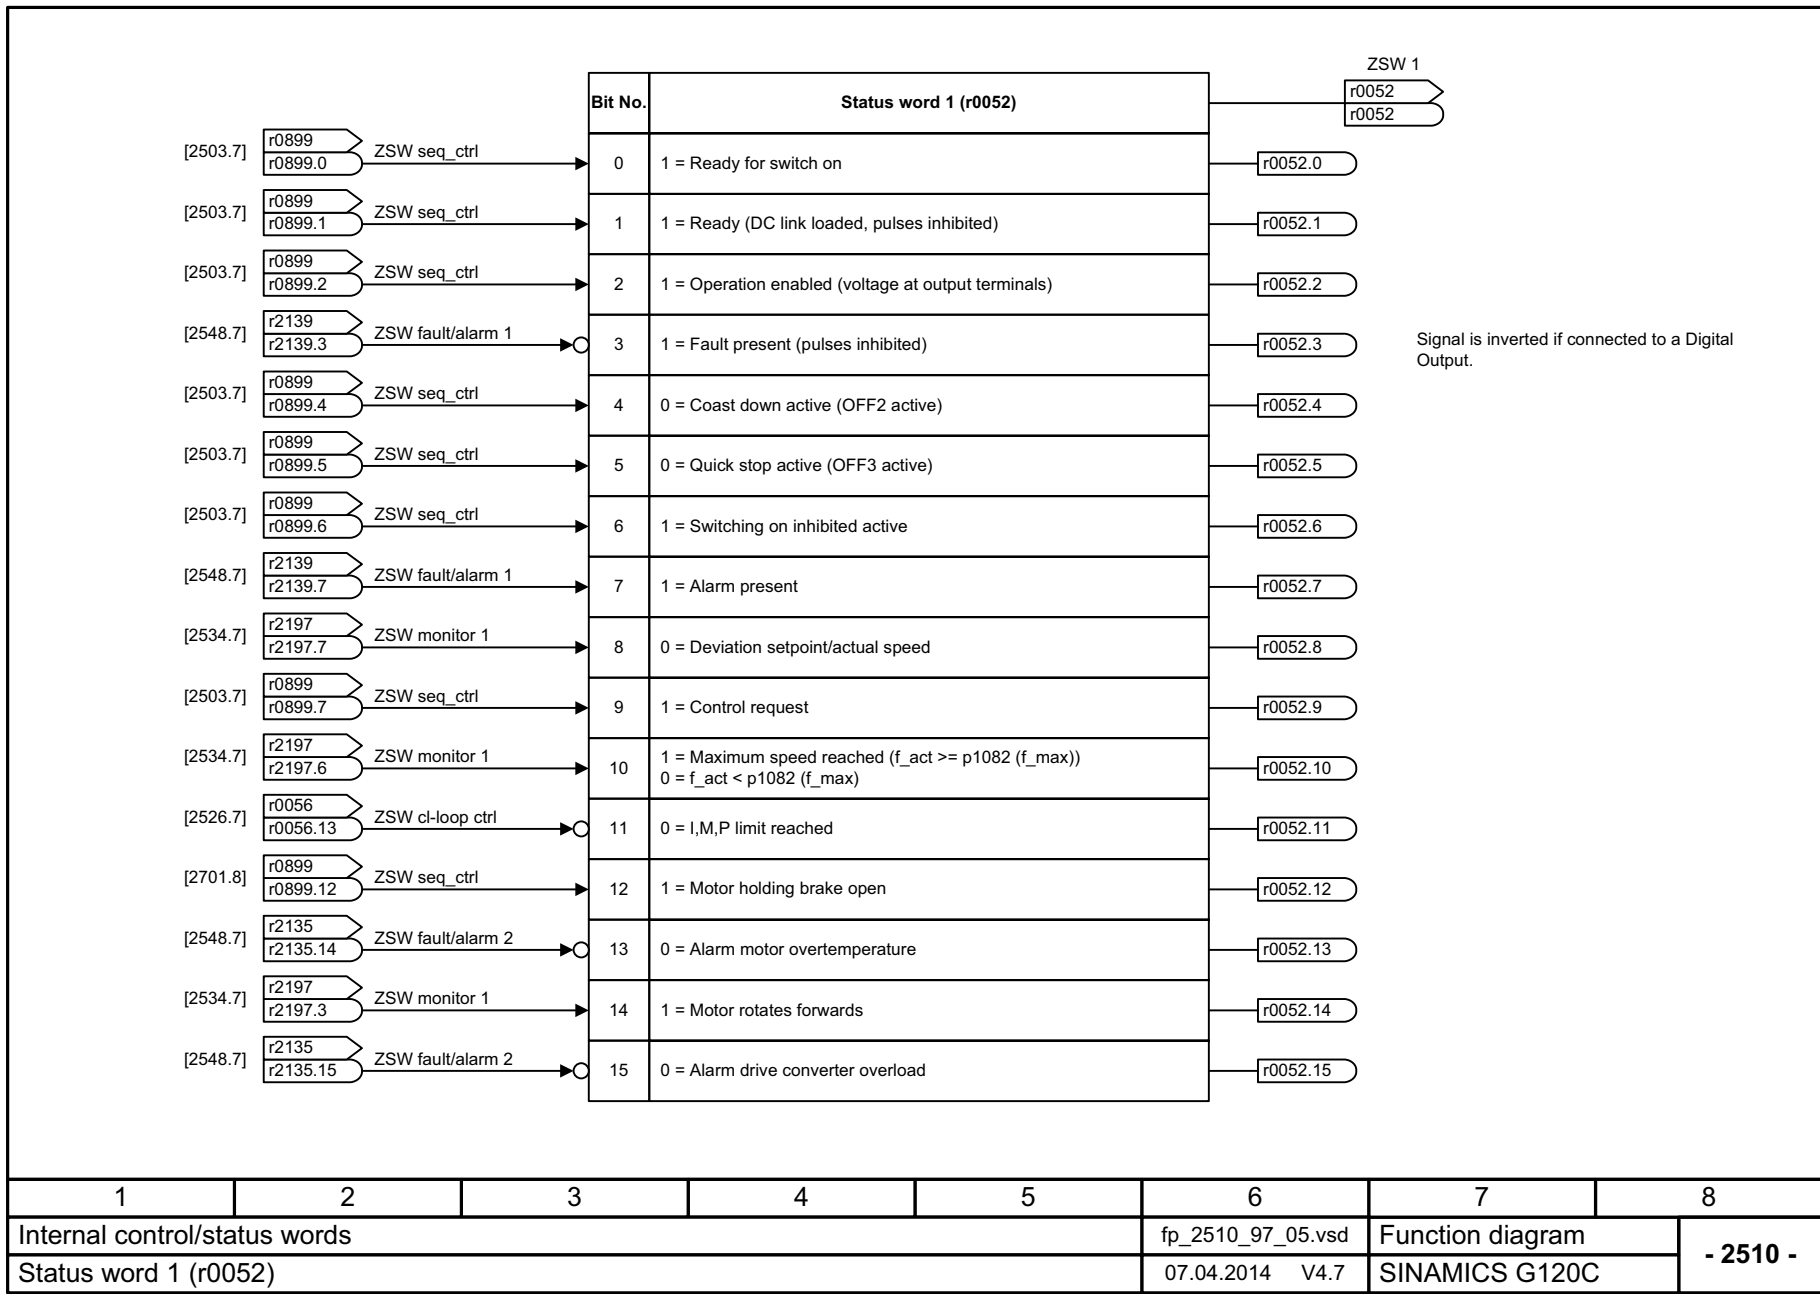 ZSW 1
r0052
r0052
Bit No. Status word 1 (r0052)
[2503.7] r0899 ZSW seq_ctrl
r0899.0 0 1 = Ready for switch on r0052.0
[2503.7] r0899 ZSW seq_ctrl
r0899.1 1 1 = Ready (DC link loaded, pulses inhibited) r0052.1
[2503.7] r0899 ZSW seq_ctrl
r0899.2 2 1 = Operation enabled (voltage at output terminals) r0052.2
[2548.7] r2139 ZSW fault/alarm 1
r2139.3 3 1 = Fault present (pulses inhibited) r0052.3
Signal is inverted if connected to a Digital
Output.
[2503.7] r0899 ZSW seq_ctrl
r0899.4 4 0 = Coast down active (OFF2 active) r0052.4
[2503.7] r0899 ZSW seq_ctrl
r0899.5 5 0 = Quick stop active (OFF3 active) r0052.5
[2503.7] r0899 ZSW seq_ctrl
r0899.6 6 1 = Switching on inhibited active r0052.6
[2548.7] r2139 ZSW fault/alarm 1
r2139.7 7 1 = Alarm present r0052.7
[2534.7] r2197 ZSW monitor 1
r2197.7 8 0 = Deviation setpoint/actual speed r0052.8
[2503.7] r0899 ZSW seq_ctrl
r0899.7 9 1 = Control request r0052.9
[2534.7] r2197 ZSW monitor 1
r2197.6 10 1 = Maximum speed reached (f_act >= p1082 (f_max))
0 = f_act < p1082 (f_max) r0052.10
[2526.7] r0056 ZSW cl-loop ctrl
r0056.13 11 0 = I,M,P limit reached r0052.11
[2701.8] r0899 ZSW seq_ctrl
r0899.12 12 1 = Motor holding brake open r0052.12
[2548.7] r2135 ZSW fault/alarm 2
r2135.14 13 0 = Alarm motor overtemperature r0052.13
[2534.7] r2197 ZSW monitor 1
r2197.3 14 1 = Motor rotates forwards r0052.14
[2548.7] r2135 ZSW fault/alarm 2
r2135.15 15 0 = Alarm drive converter overload r0052.15
1 2 3 4 5 6 7 8
Internal control/status words fp_2510_97_05.vsd Function diagram - 2510 -
Status word 1 (r0052) 07.04.2014 V4.7 SINAMICS G120C